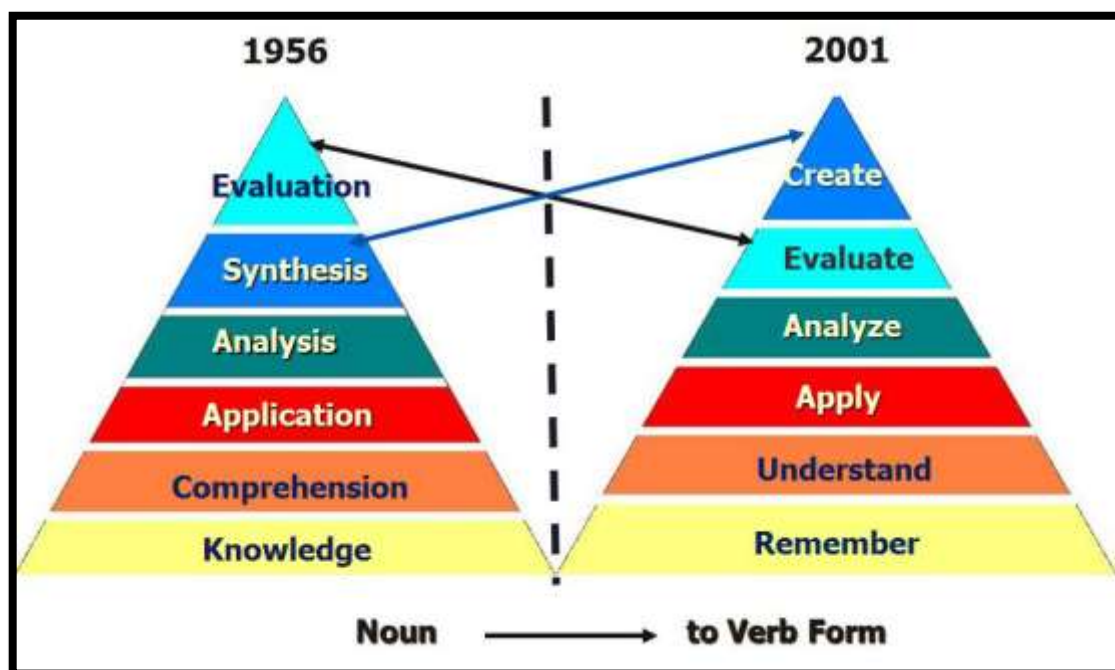 1956
2001
Evaluation
Synthesis
Analysis
Application
Comprehension
Knowledge
Create
Evaluate
Analyze
Apply
Understand
Remember
Noun to Verb Form